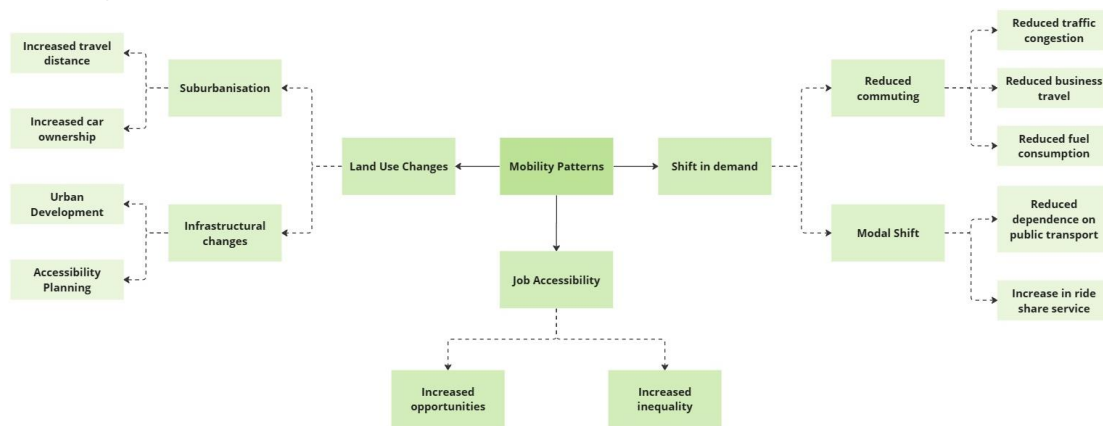 Increased travel
distance
Increased car
ownership
Suburbanisation
Urban
Development
Accessibility
Planning
Infrastructural
changes
Land Use Changes
Mobility Patterns
Shift in demand
Job Accessibility
Increased
opportunities
Increased
inequality
Reduced
commuting
Reduced traffic
congestion
Reduced business
travel
Reduced fuel
consumption
Modal Shift
Reduced
dependence on
public transport
Increase in ride
share service